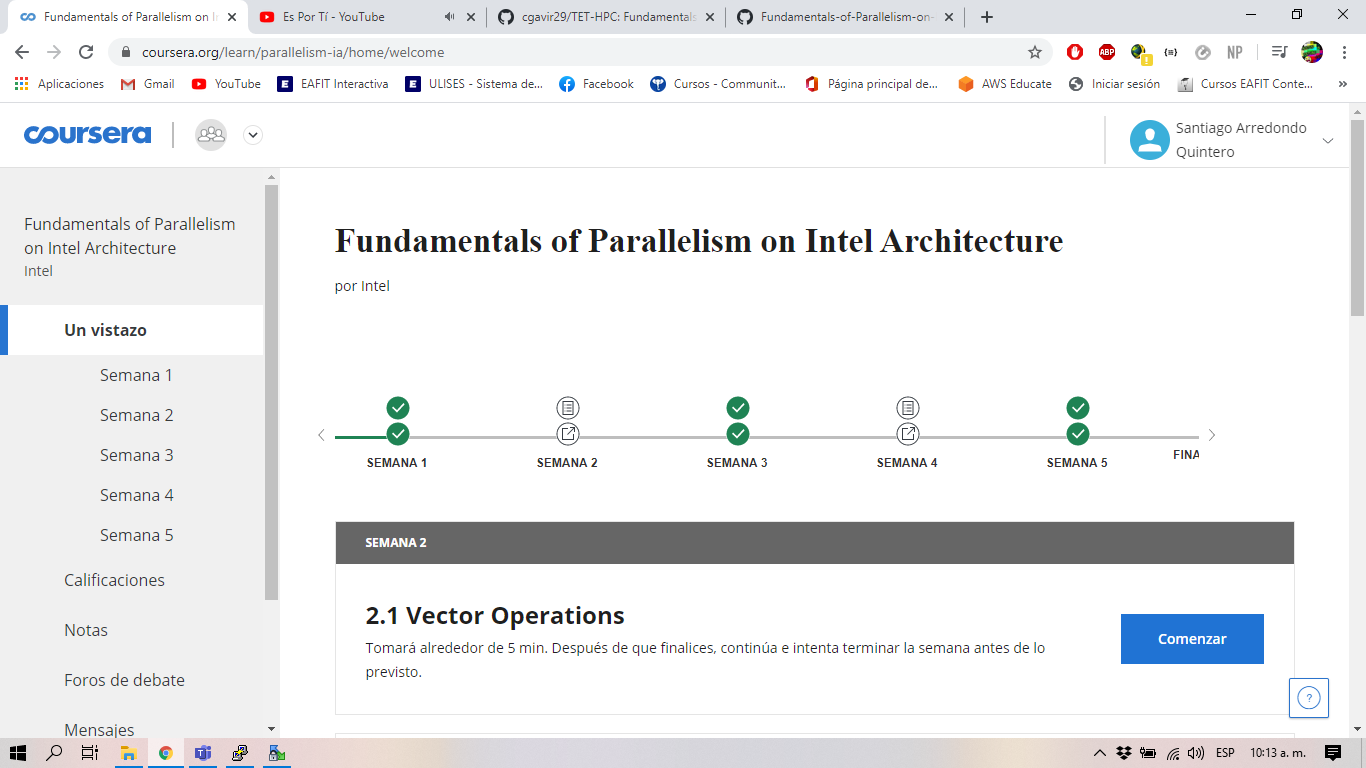 Fundamentals of Parallelism on I
Es Por Tí - YouTube
cgavir29/TET-HPC: Fundamentals
Fundamentals-of-Parallelism-on-
coursera.org/learn/parallelism-ia/home/welcome
ABP
NP
Aplicaciones
Gmail
YouTube
EAFIT Interactiva
ULISES - Sistema de...
Facebook
Cursos - Communit...
Página principal de...
AWS Educate
Iniciar sesión
Cursos EAFIT Conte...
»
coursera
Santiago Arredondo
Quintero
Fundamentals of Parallelism
on Intel Architecture
Intel
Un vistazo
Semana 1
Semana 2
Semana 3
Semana 4
Semana 5
Calificaciones
Notas
Foros de debate
Mensajes
Fundamentals of Parallelism on Intel Architecture
por Intel
SEMANA 1
SEMANA 2
SEMANA 3
SEMANA 4
SEMANA 5
FINA
SEMANA 2
2.1 Vector Operations
Tomará alrededor de 5 min. Después de que finalices, continúa e intenta terminar la semana antes de lo
previsto.
Comenzar
?
ESP
10:13 a. m.